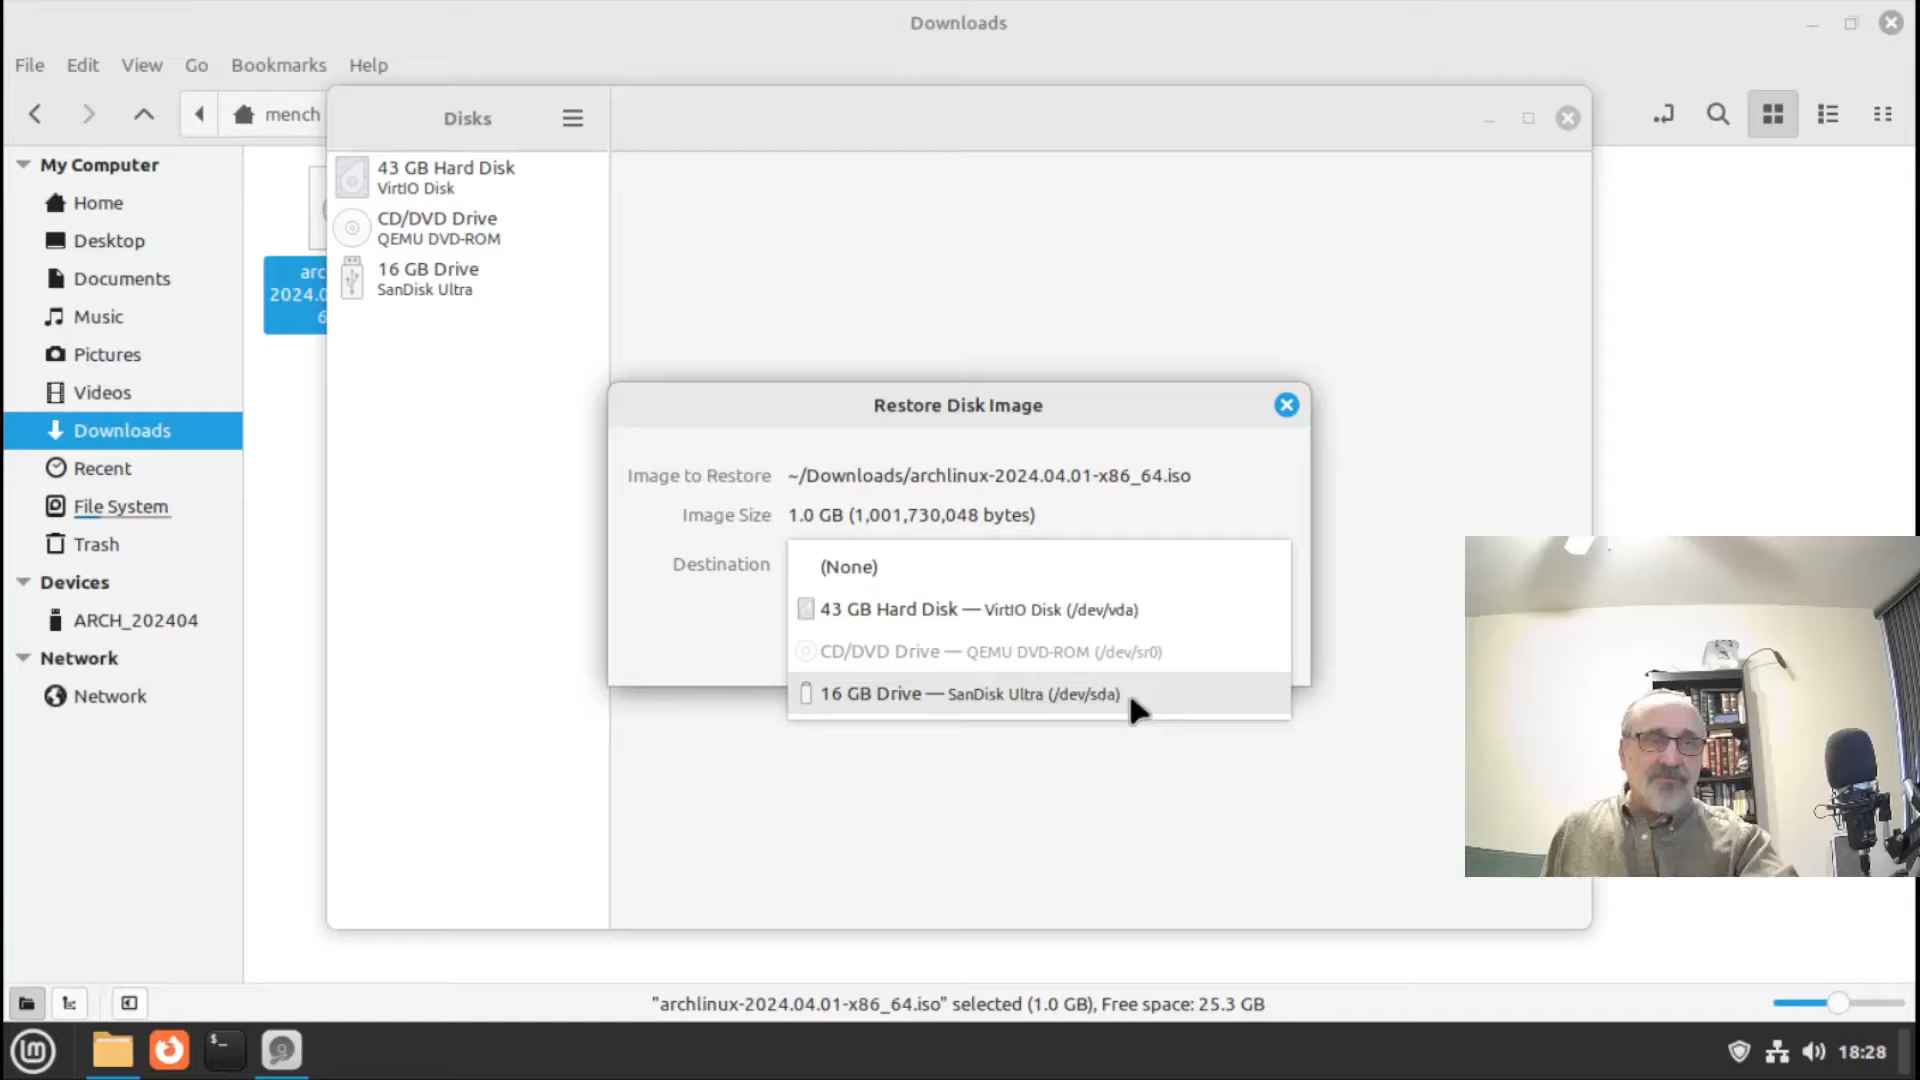 Downloads
File Edit View Go Bookmarks Help
mench
Disks
My Computer
Home
Desktop
Documents
Music
Pictures
Videos
Downloads
Recent
File System
Trash
Devices
ARCH_202404
Network
Network
arc
2024.0
6
43 GB Hard Disk
VirtIO Disk
CD/DVD Drive
QEMU DVD-ROM
16 GB Drive
SanDisk Ultra
Restore Disk Image
Image to Restore ~/Downloads/archlinux-2024.04.01-x86_64.iso
Image Size 1.0 GB (1,001,730,048 bytes)
Destination
(None)
43 GB Hard Disk — VirtIO Disk (/dev/vda)
CD/DVD Drive — QEMU DVD-ROM (/dev/sr0)
16 GB Drive — SanDisk Ultra (/dev/sda)
"archlinux-2024.04.01-x86_64.iso" selected (1.0 GB), Free space: 25.3 GB
$_
18:28